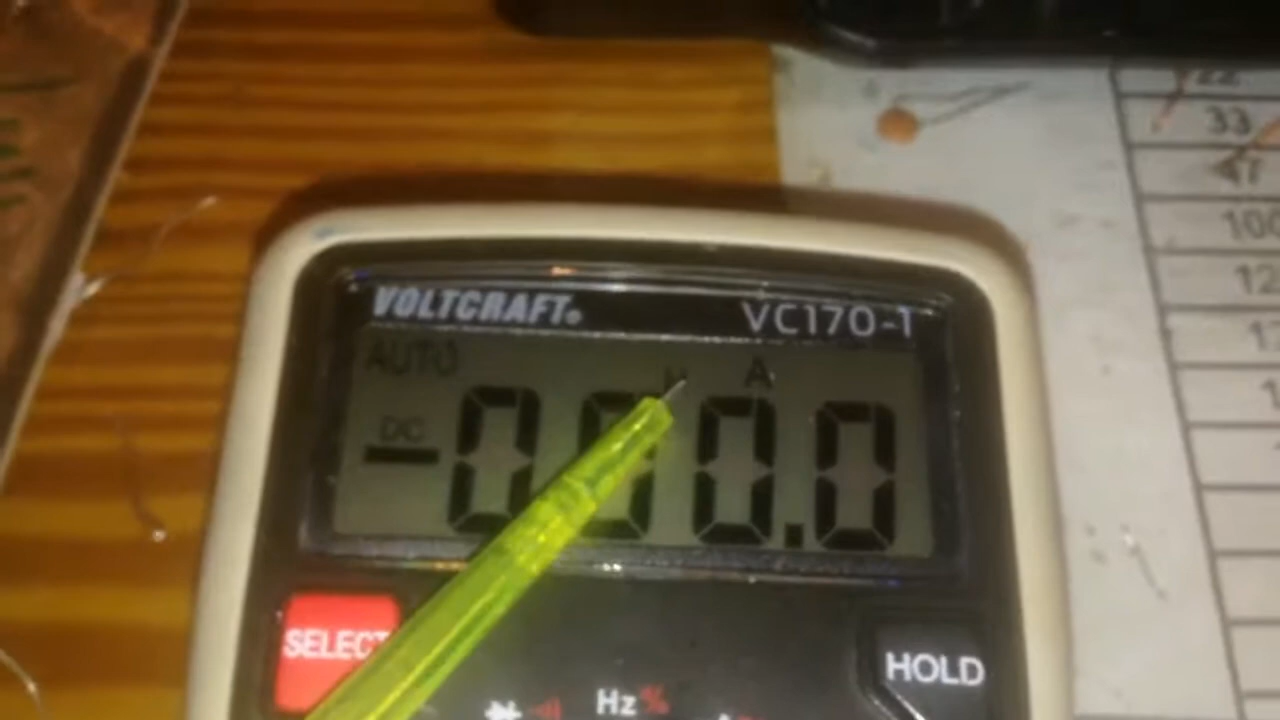 VOLTCRAFT®
VC170-1
AUTO
A
DC
-000.0
SELECT
Hz %
HOLD
22
33
47
100